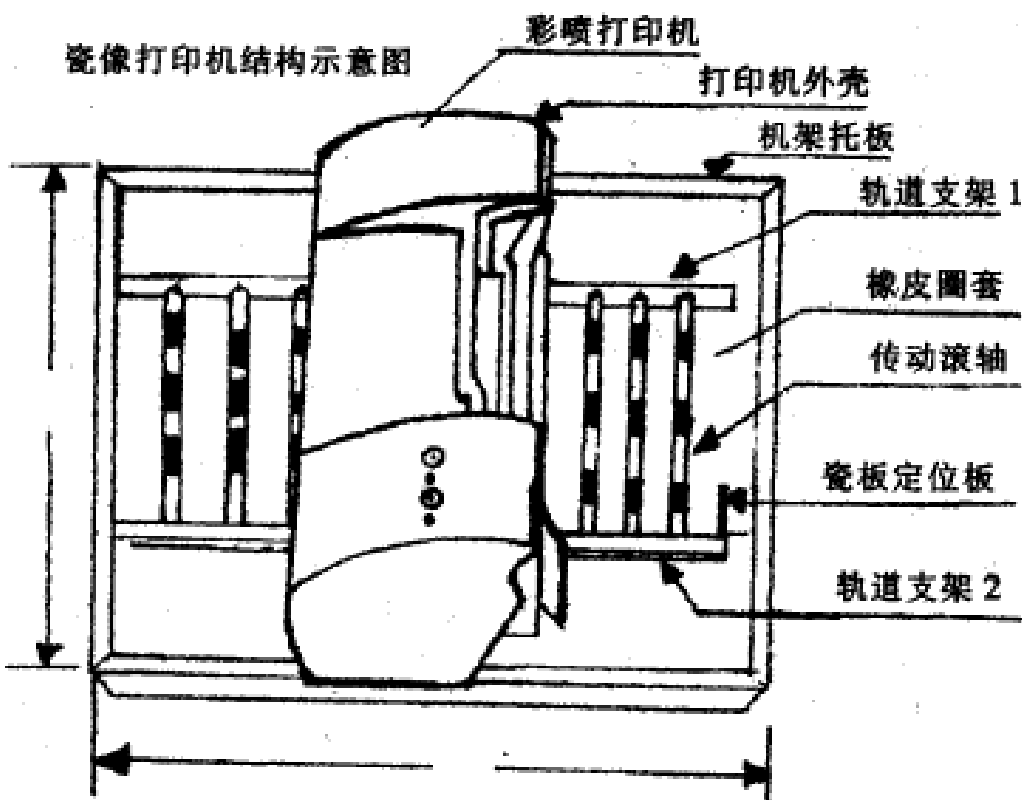 彩喷打印机
瓷像打印机结构示意图
打印机外壳
机架托板
轨道支架 1
橡皮圈套
传动滚轴
瓷板定位板
轨道支架 2